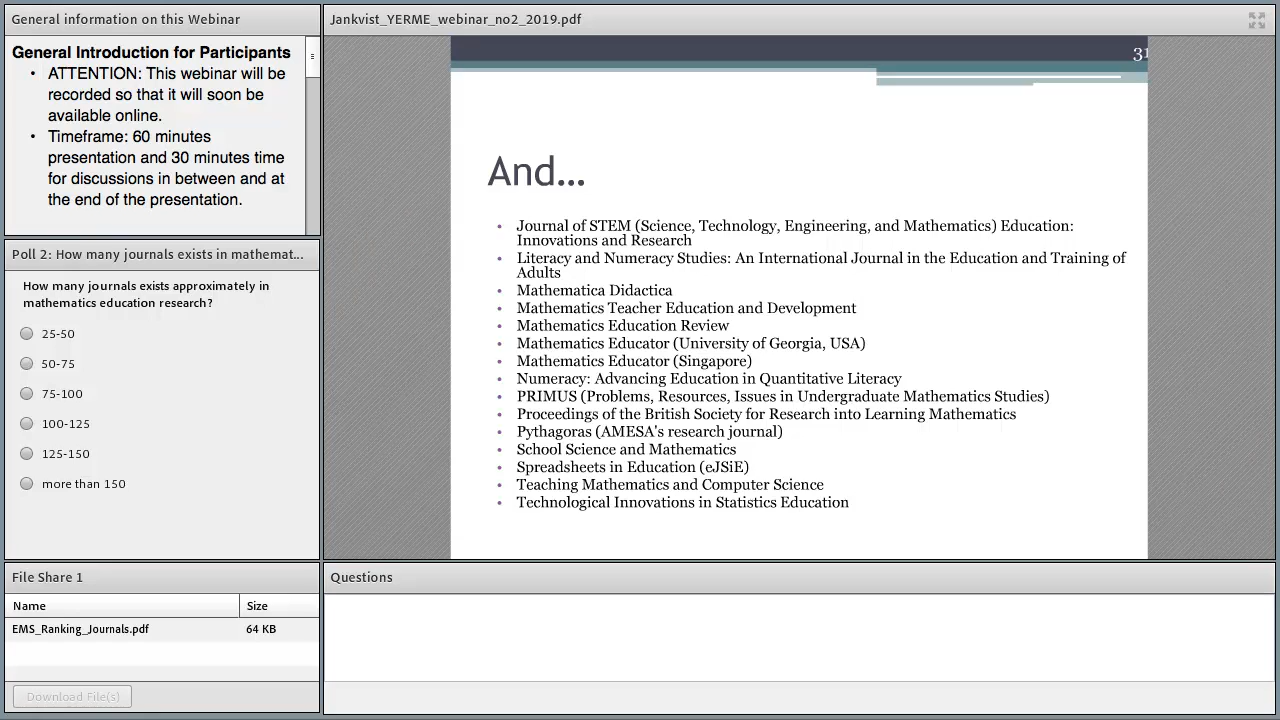 General information on this Webinar
General Introduction for Participants
• ATTENTION: This webinar will be
recorded so that it will soon be
available online.
• Timeframe: 60 minutes
presentation and 30 minutes time
for discussions in between and at
the end of the presentation.
Poll 2: How many journals exists in mathemat...
How many journals exists approximately in
mathematics education research?
25-50
50-75
75-100
100-125
125-150
more than 150
File Share 1
Name Size
EMS_Ranking_Journals.pdf 64 KB
Download File(s)
Jankvist_YERME_webinar_no2_2019.pdf
31
And...
• Journal of STEM (Science, Technology, Engineering, and Mathematics) Education:
Innovations and Research
• Literacy and Numeracy Studies: An International Journal in the Education and Training of
Adults
• Mathematica Didactica
• Mathematics Teacher Education and Development
• Mathematics Education Review
• Mathematics Educator (University of Georgia, USA)
• Mathematics Educator (Singapore)
• Numeracy: Advancing Education in Quantitative Literacy
• PRIMUS (Problems, Resources, Issues in Undergraduate Mathematics Studies)
• Proceedings of the British Society for Research into Learning Mathematics
• Pythagoras (AMESA's research journal)
• School Science and Mathematics
• Spreadsheets in Education (eJSiE)
• Teaching Mathematics and Computer Science
• Technological Innovations in Statistics Education
Questions